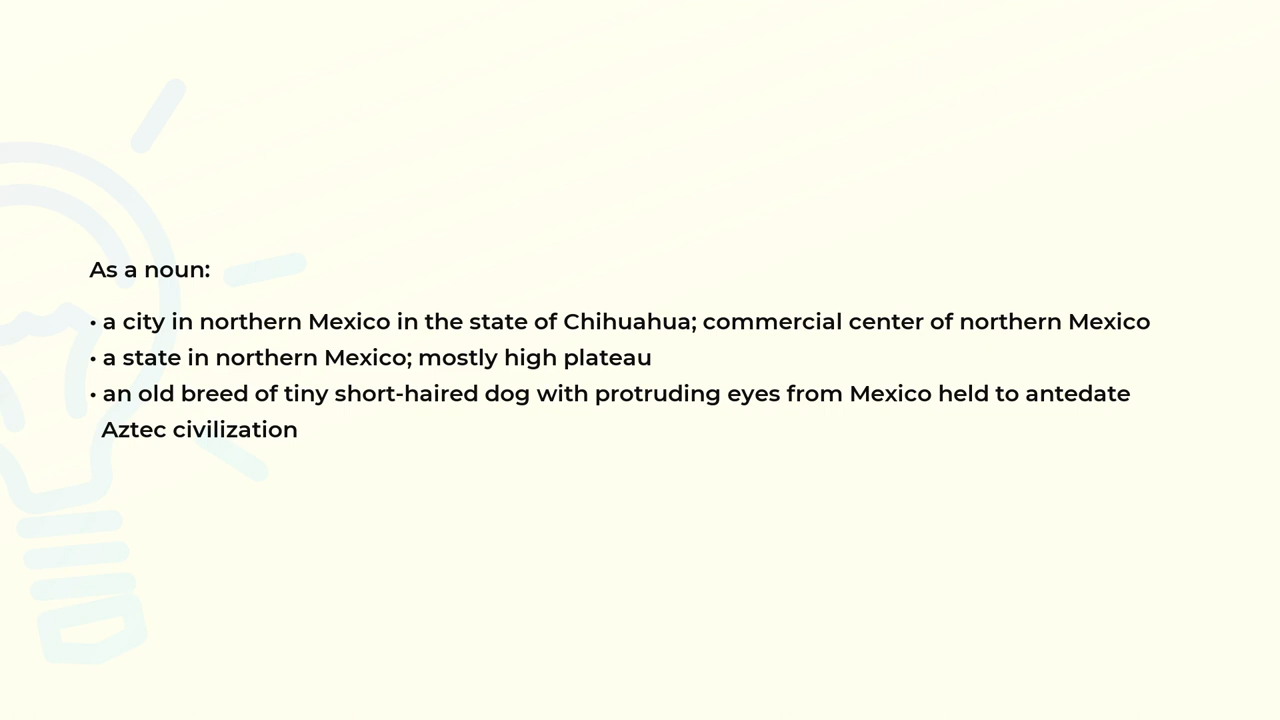 As a noun:
• a city in northern Mexico in the state of Chihuahua; commercial center of northern Mexico
• a state in northern Mexico; mostly high plateau
• an old breed of tiny short-haired dog with protruding eyes from Mexico held to antedate
Aztec civilization